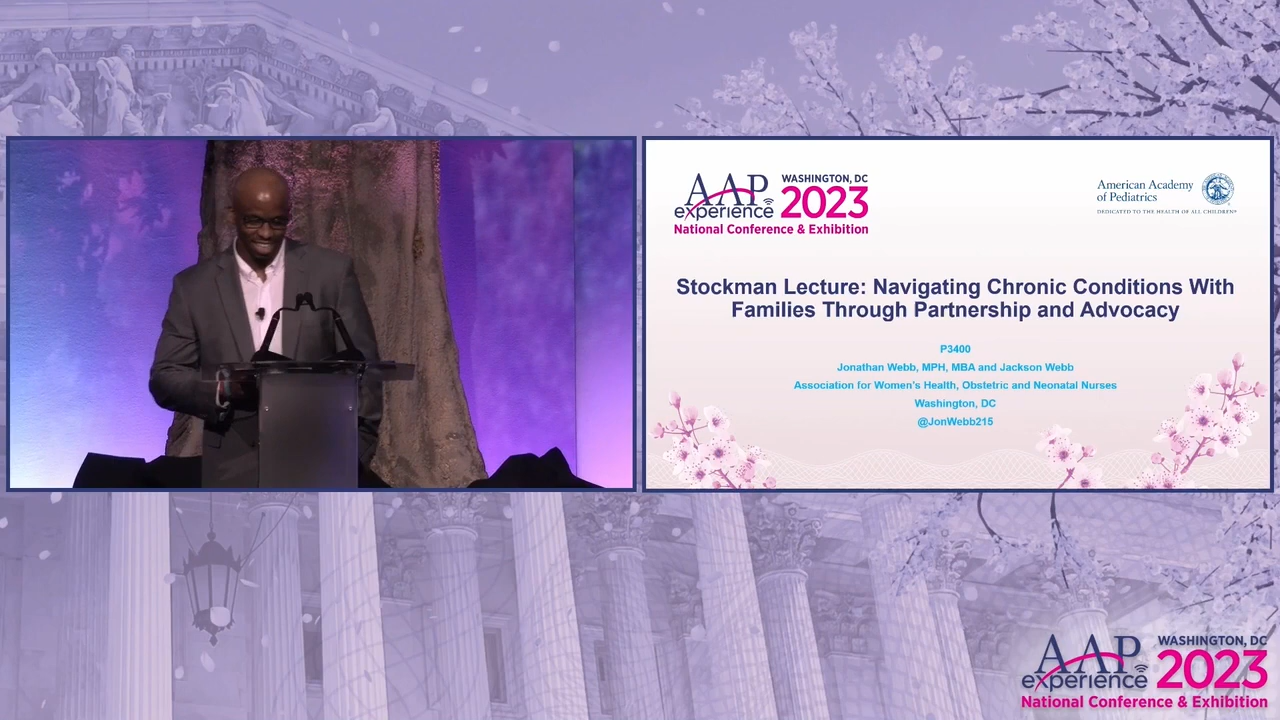 AAP
experience
WASHINGTON, DC
2023
National Conference & Exhibition
American Academy
of Pediatrics
DEDICATED TO THE HEALTH OF ALL CHILDREN®
Stockman Lecture: Navigating Chronic Conditions With
Families Through Partnership and Advocacy
P3400
Jonathan Webb, MPH, MBA and Jackson Webb
Association for Women's Health, Obstetric and Neonatal Nurses
Washington, DC
@JonWebb215
AAP
experience
WASHINGTON, DC
2023
National Conference & Exhibition